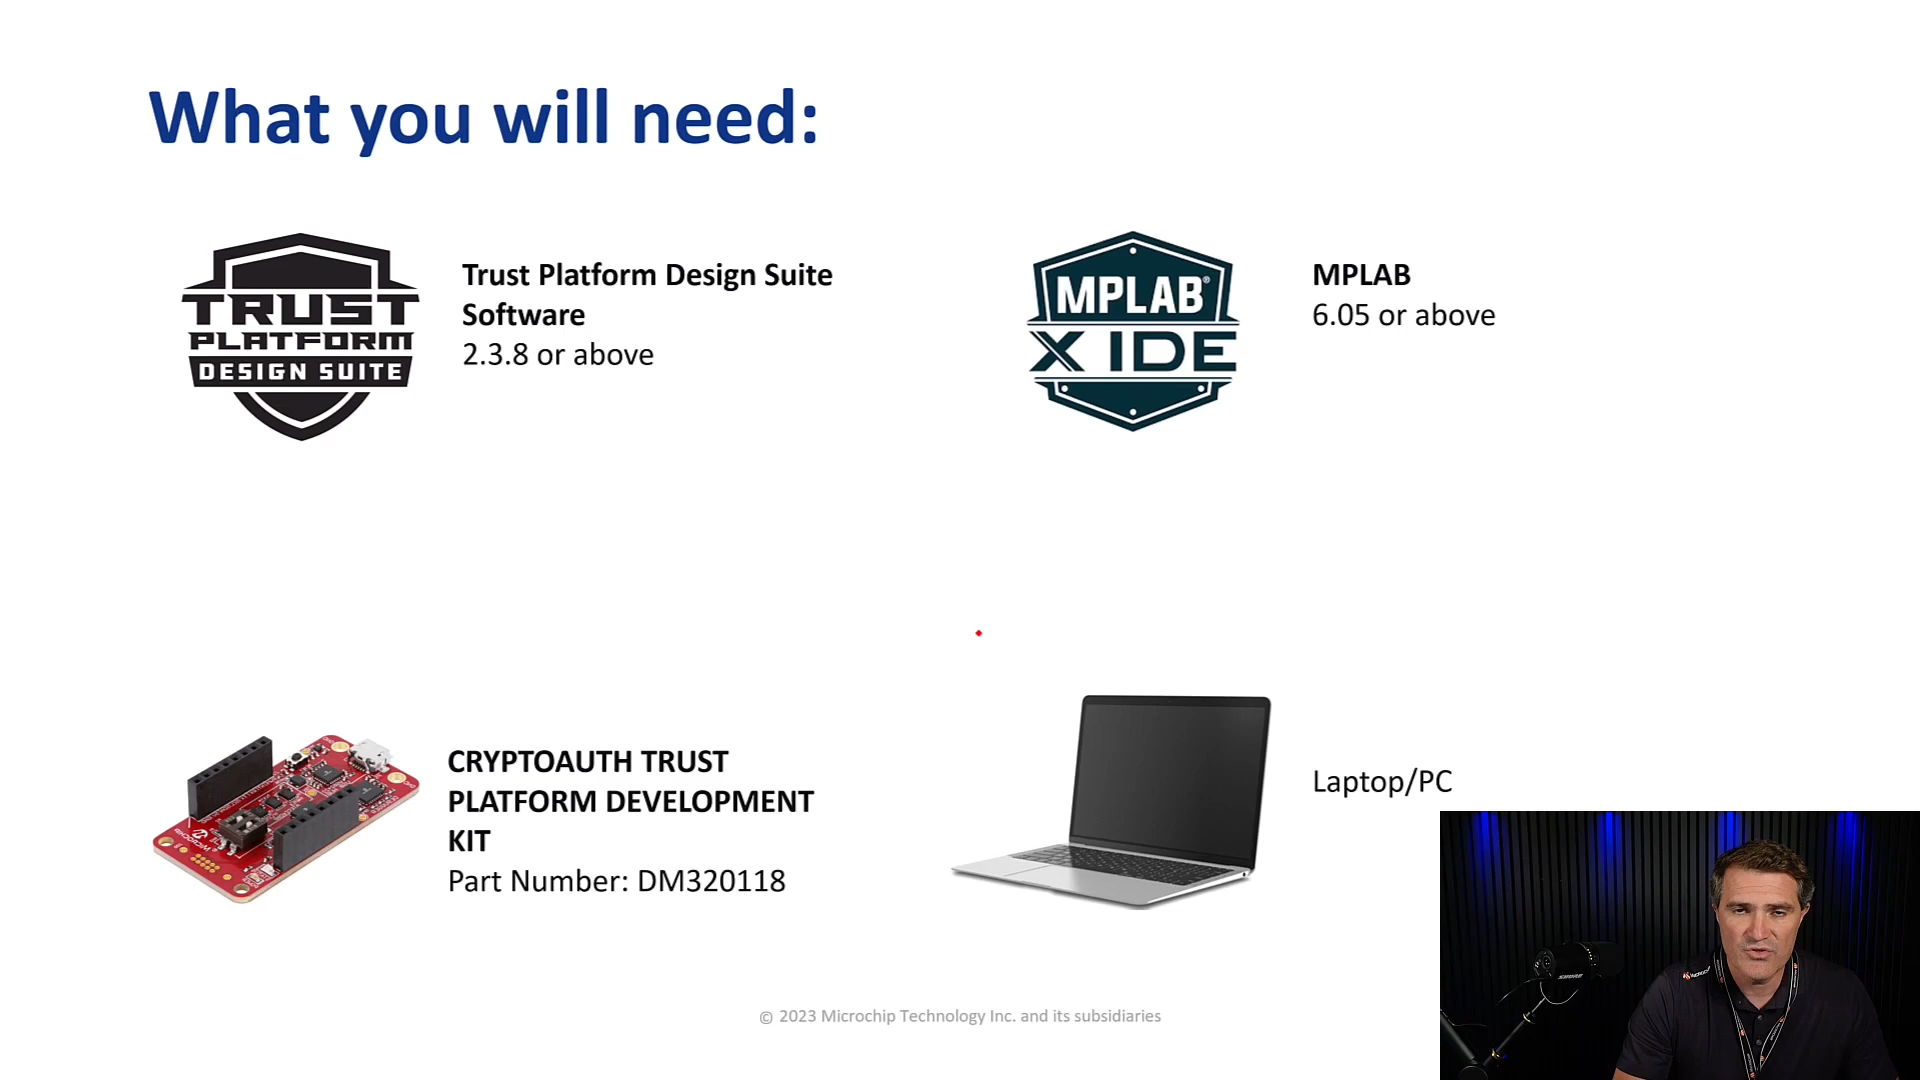 What you will need:
TRUST
PLATFORM
DESIGN SUITE
Trust Platform Design Suite
Software
2.3.8 or above
MPLAB®
X IDE
MPLAB
6.05 or above
MICROCHIP
CRYPTOAUTH TRUST
PLATFORM DEVELOPMENT
KIT
Part Number: DM320118
Laptop/PC
SHURE
© 2023 Microchip Technology Inc. and its subsidiaries